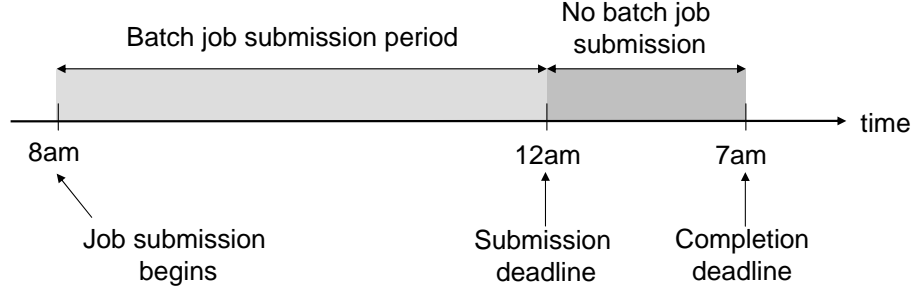 Batch job submission period
No batch job
submission
time
8am
12am
7am
Job submission
begins
Submission
deadline
Completion
deadline